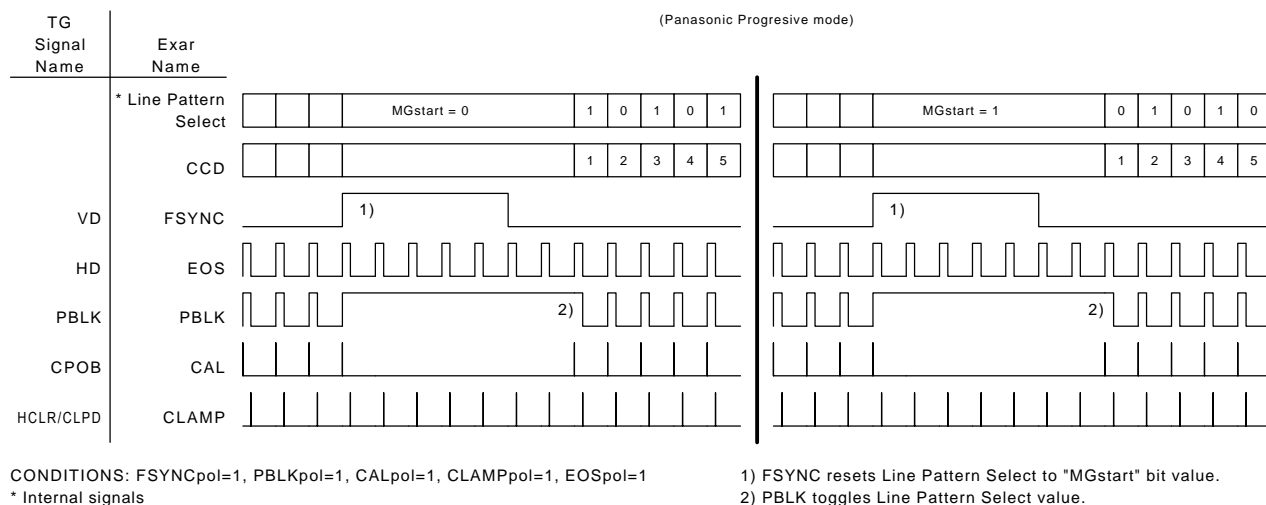 (Panasonic Progresive mode)
TG
Signal
Name
Exar
Name
* Line Pattern
Select
MGstart = 0
1 0 1 0 1
MGstart = 1
0 1 0 1 0
CCD
1 2 3 4 5
1 2 3 4 5
VD
FSYNC
1)
1)
HD
EOS
PBLK
PBLK
2)
2)
CPOB
CAL
HCLR/CLPD
CLAMP
CONDITIONS: FSYNCpol=1, PBLKpol=1, CALpol=1, CLAMPpol=1, EOSpol=1
* Internal signals
1) FSYNC resets Line Pattern Select to "MGstart" bit value.
2) PBLK toggles Line Pattern Select value.